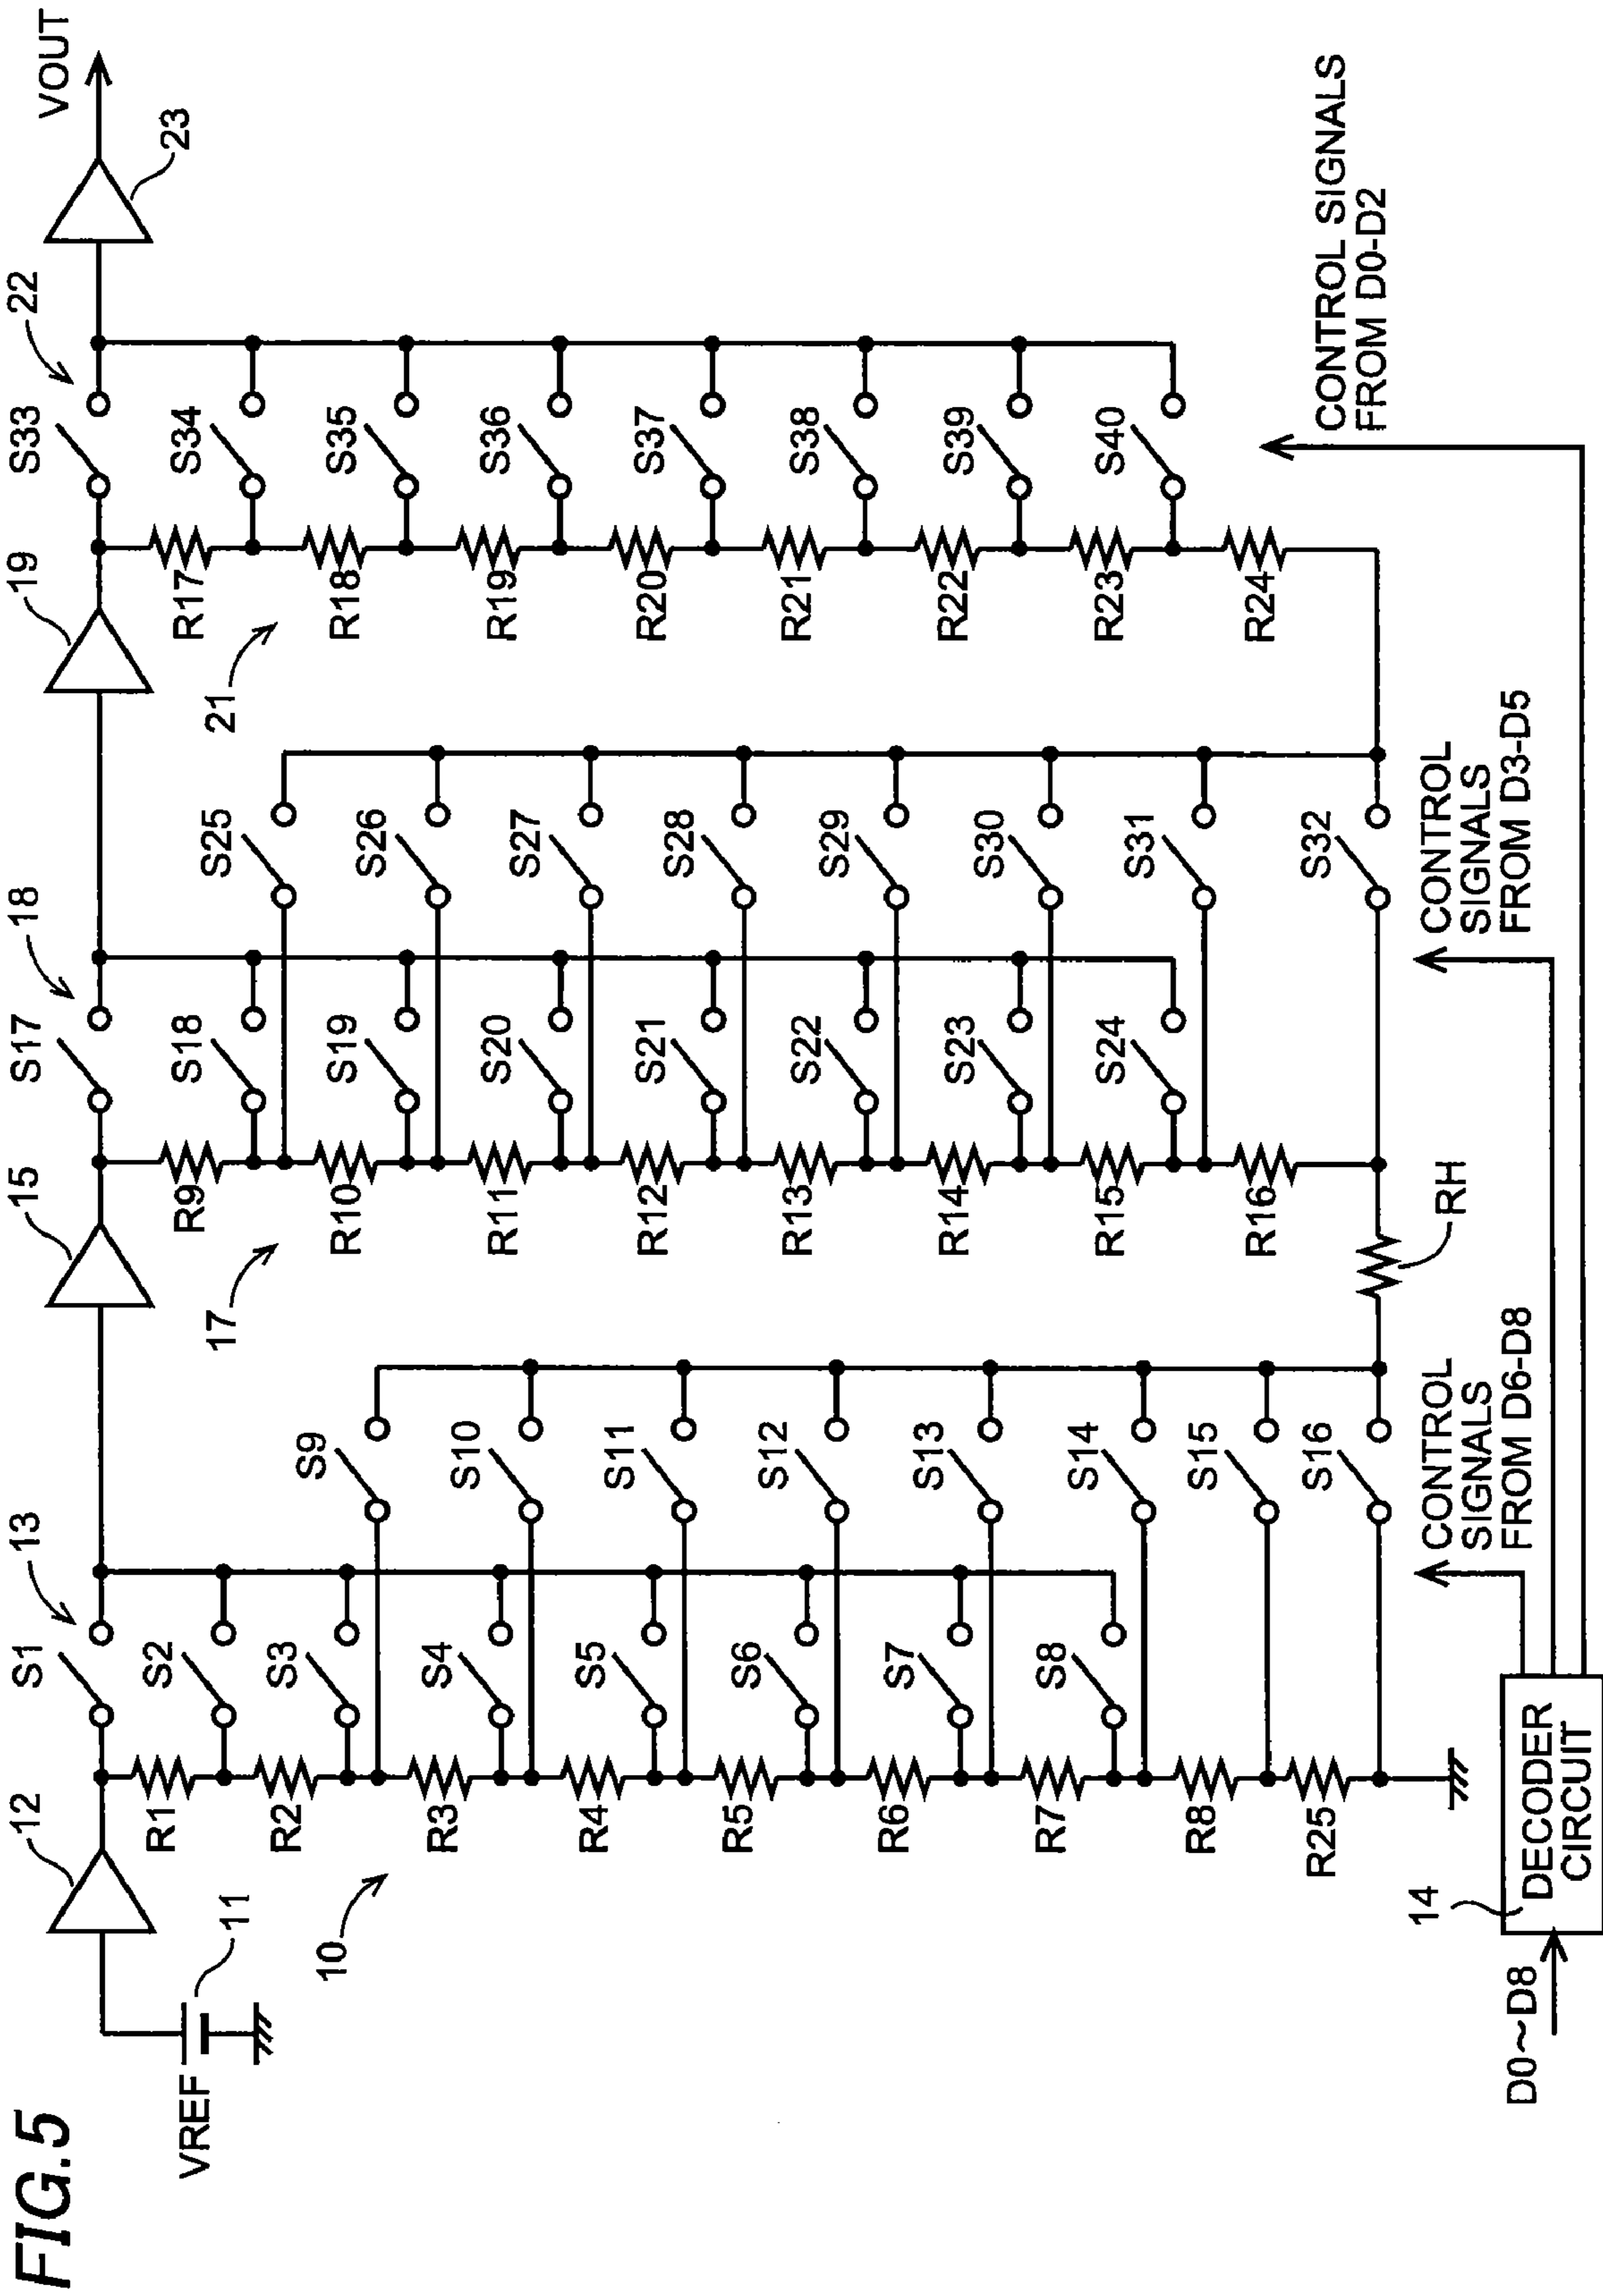 FIG.5
VREF
11
12
10
R1
R2
R3
R4
R5
R6
R7
R8
R25
S1
S2
S3
S4
S5
S6
S7
S8
13
S9
S10
S11
S12
S13
S14
S15
S16
15
17
R9
R10
R11
R12
R13
R14
R15
R16
RH
S17
S18
S19
S20
S21
S22
S23
S24
18
S25
S26
S27
S28
S29
S30
S31
S32
19
21
R17
R18
R19
R20
R21
R22
R23
R24
S33
S34
S35
S36
S37
S38
S39
S40
22
23
VOUT
D0~D8
14
DECODER
CIRCUIT
CONTROL
SIGNALS
FROM D6-D8
CONTROL
SIGNALS
FROM D3-D5
CONTROL SIGNALS
FROM D0-D2